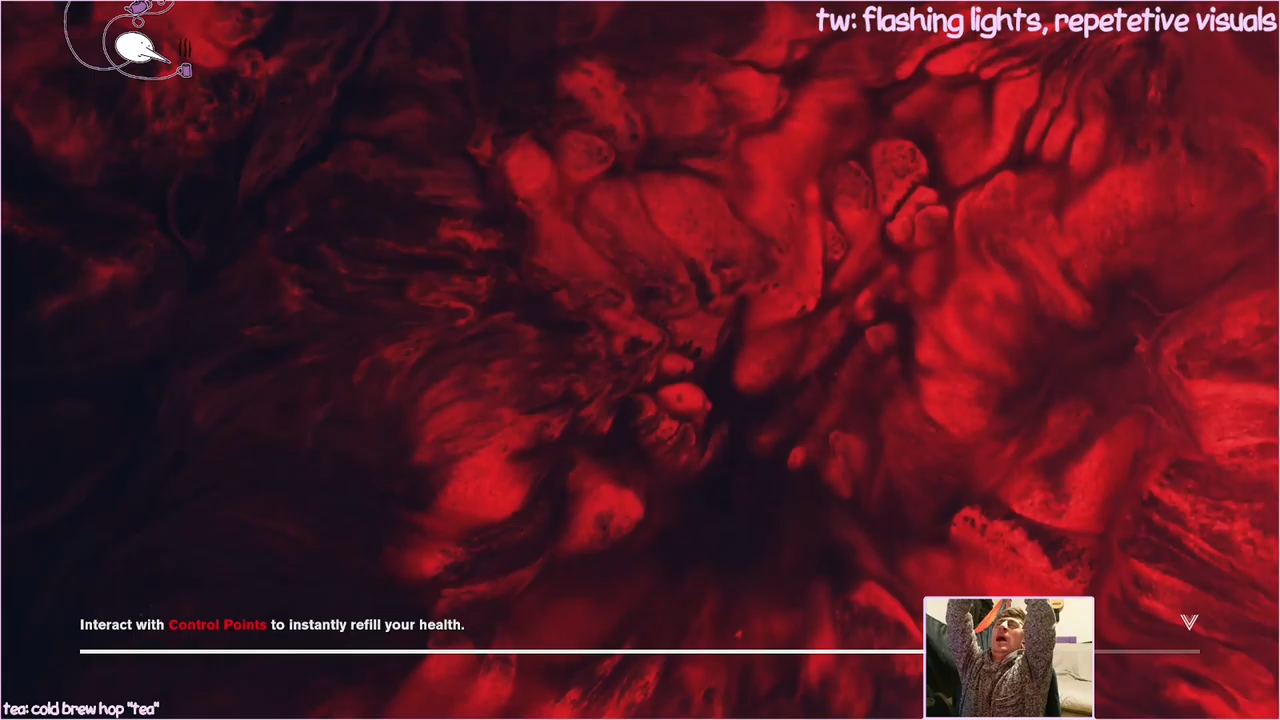 tw: flashing lights, repetetive visuals
Interact with Control Points to instantly refill your health.
tea: cold brew hop "tea"